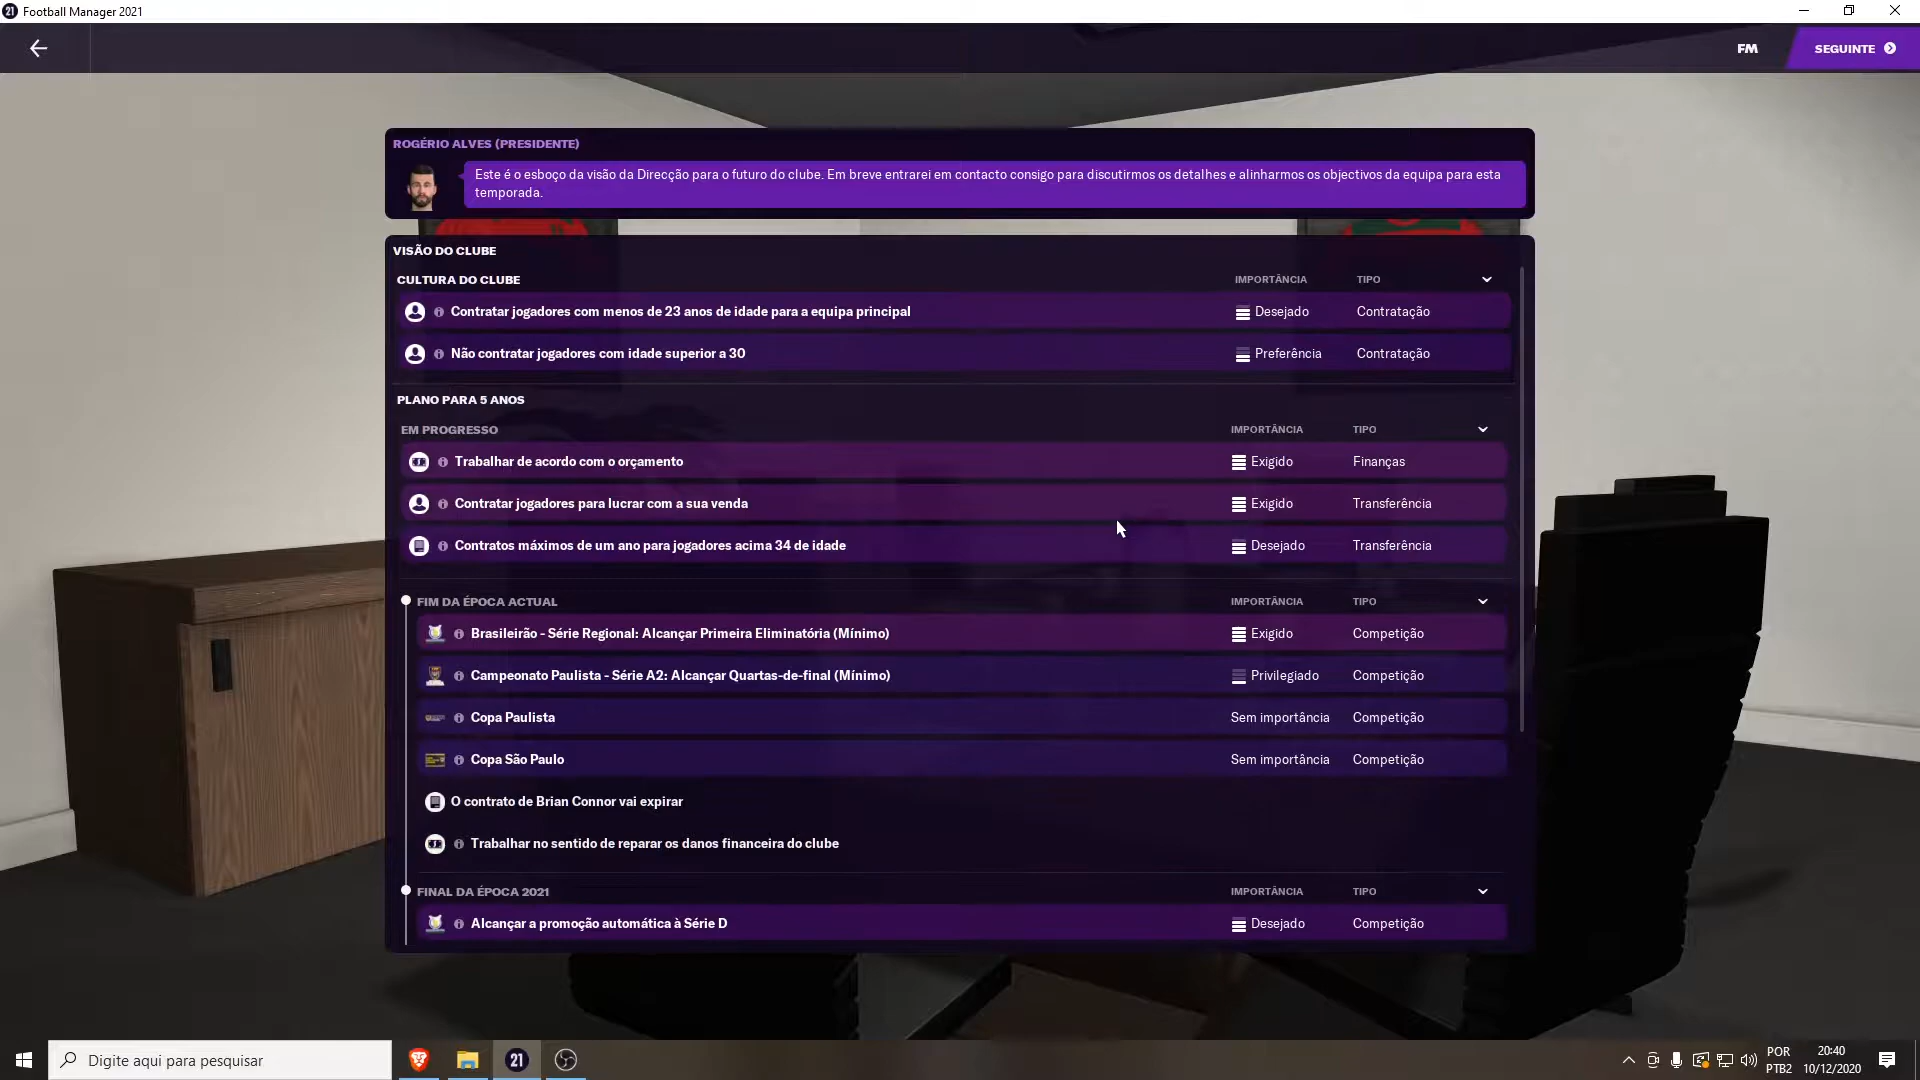 21 Football Manager 2021
FM
SEGUINTE
ROGÉRIO ALVES (PRESIDENTE)
Este é o esboço da visão da Direcção para o futuro do clube. Em breve entrarei em contacto consigo para discutirmos os detalhes e alinharmos os objectivos da equipa para esta
temporada.
VISÃO DO CLUBE
CULTURA DO CLUBE IMPORTÂNCIA TIPO
Contratar jogadores com menos de 23 anos de idade para a equipa principal Desejado Contratação
Não contratar jogadores com idade superior a 30 Preferência Contratação
PLANO PARA 5 ANOS
EM PROGRESSO IMPORTÂNCIA TIPO
Trabalhar de acordo com o orçamento Exigido Finanças
Contratar jogadores para lucrar com a sua venda Exigido Transferência
Contratos máximos de um ano para jogadores acima 34 de idade Desejado Transferência
FIM DA ÉPOCA ACTUAL IMPORTÂNCIA TIPO
Brasileirão - Série Regional: Alcançar Primeira Eliminatória (Mínimo) Exigido Competição
Campeonato Paulista - Série A2: Alcançar Quartas-de-final (Mínimo) Privilegiado Competição
Copa Paulista Sem importância Competição
Copa São Paulo Sem importância Competição
O contrato de Brian Connor vai expirar
Trabalhar no sentido de reparar os danos financeira do clube
FINAL DA ÉPOCA 2021 IMPORTÂNCIA TIPO
Alcançar a promoção automática à Série D Desejado Competição
Digite aqui para pesquisar
21
POR
PTB2
20:40
10/12/2020